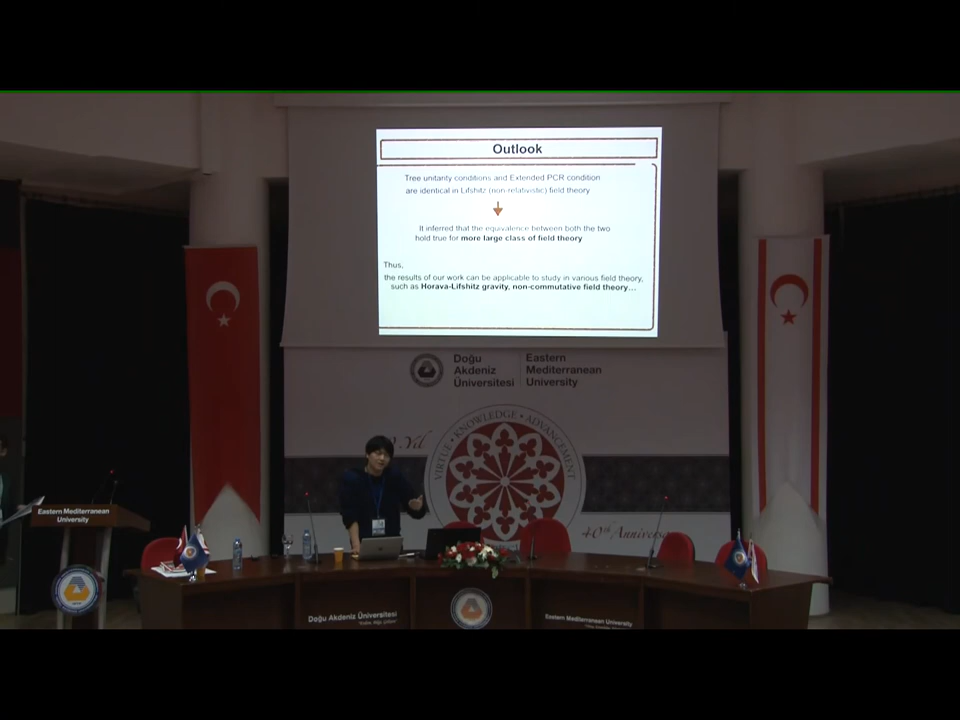 Outlook
Tree unitarity conditions and Extended PCR condition
are identical in Lifshitz (non-relativistic) field theory
It inferred that the equivalence between both the two
hold true for more large class of field theory
Thus,
the results of our work can be applicable to study in various field theory,
such as Horava-Lifshitz gravity, non-commutative field theory…
Doğu
Akdeniz
Üniversitesi
Eastern
Mediterranean
University
Yıl
VIRTUE • KNOWLEDGE • ADVANCEMENT
40th Anniversa
Eastern Mediterranean
University
Doğu Akdeniz Üniversitesi
Eastern Mediterranean University